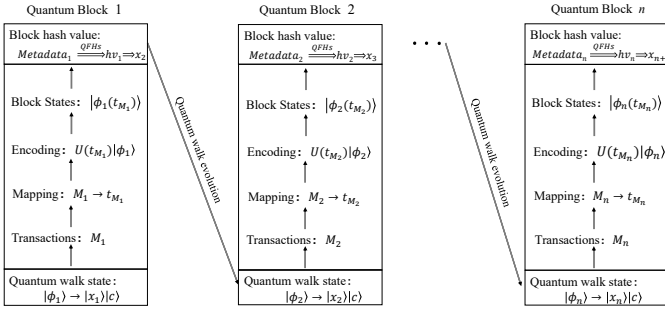 Quantum Block 1
Block hash value:
Metadata₁ ⟹(QFHs) hv₁⇒x₂
Block States: |ϕ₁(t_{M₁})⟩
Encoding: U(t_{M₁})|ϕ₁⟩
Mapping: M₁ → t_{M₁}
Transactions: M₁
Quantum walk state:
|ϕ₁⟩ → |x₁⟩|c⟩
Quantum walk evolution
Quantum Block 2
Block hash value:
Metadata₂ ⟹(QFHs) hv₂⇒x₃
Block States: |ϕ₂(t_{M₂})⟩
Encoding: U(t_{M₂})|ϕ₂⟩
Mapping: M₂ → t_{M₂}
Transactions: M₂
Quantum walk state:
|ϕ₂⟩ → |x₂⟩|c⟩
• • •
Quantum walk evolution
Quantum Block n
Block hash value:
Metadataₙ ⟹(QFHs) hvₙ⇒xₙ₊
Block States: |ϕₙ(t_{Mₙ})⟩
Encoding: U(t_{Mₙ})|ϕₙ⟩
Mapping: Mₙ → t_{Mₙ}
Transactions: Mₙ
Quantum walk state:
|ϕₙ⟩ → |xₙ⟩|c⟩